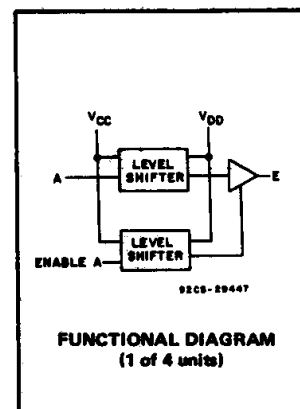 VCC
VDD
LEVEL
SHIFTER
A
E
LEVEL
SHIFTER
ENABLE A
92CS-29447
FUNCTIONAL DIAGRAM
(1 of 4 units)